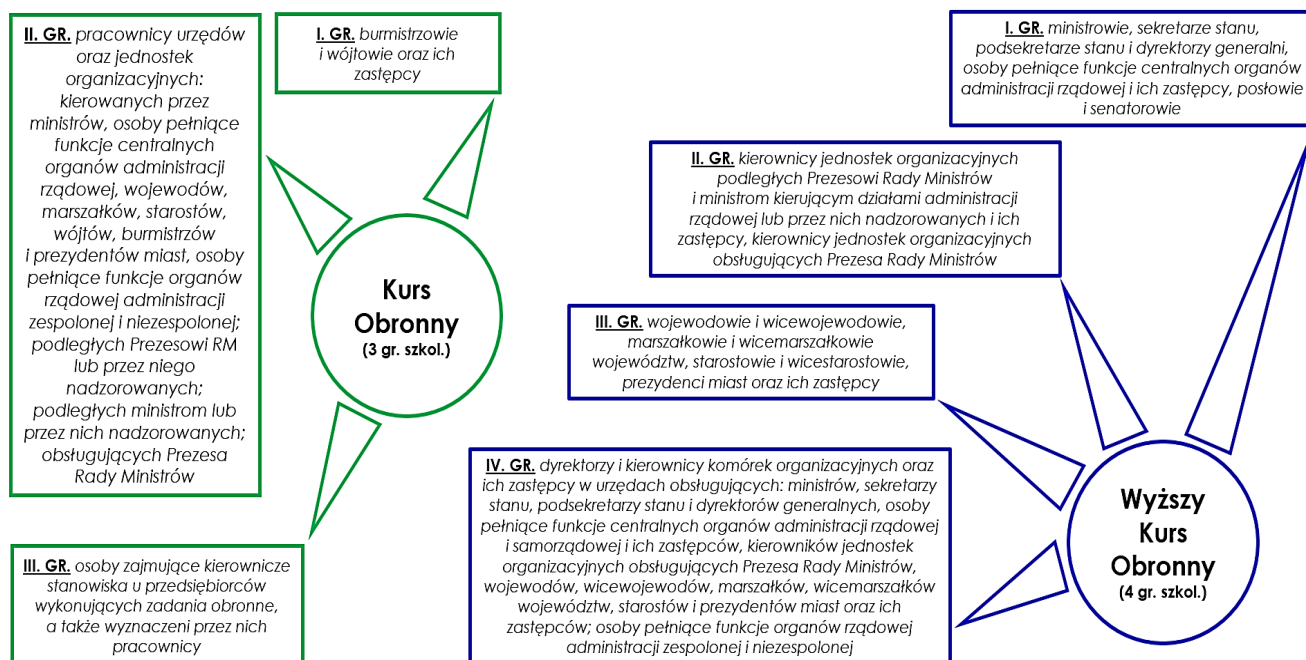 II. GR. pracownicy urzędów
oraz jednostek
organizacyjnych:
kierowanych przez
ministrów, osoby pełniące
funkcje centralnych
organów administracji
rządowej, wojewodów,
marszałków, starostów,
wójtów, burmistrzów
i prezydentów miast, osoby
pełniące funkcje organów
rządowej administracji
zespolonej i niezespolonej;
podległych Prezesowi RM
lub przez niego
nadzorowanych;
podległych ministrom lub
przez nich nadzorowanych;
obsługujących Prezesa
Rady Ministrów
I. GR. burmistrzowie
i wójtowie oraz ich
zastępcy
Kurs
Obronny
(3 gr. szkol.)
III. GR. osoby zajmujące kierownicze
stanowiska u przedsiębiorców
wykonujących zadania obronne,
a także wyznaczeni przez nich
pracownicy
I. GR. ministrowie, sekretarze stanu,
podsekretarze stanu i dyrektorzy generalni,
osoby pełniące funkcje centralnych organów
administracji rządowej i ich zastępcy, posłowie
i senatorowie
II. GR. kierownicy jednostek organizacyjnych
podległych Prezesowi Rady Ministrów
i ministrom kierującym działami administracji
rządowej lub przez nich nadzorowanych i ich
zastępcy, kierownicy jednostek organizacyjnych
obsługujących Prezesa Rady Ministrów
III. GR. wojewodowie i wicewojewodowie,
marszałkowie i wicemarszałkowie
województw, starostowie i wicestarostowie,
prezydenci miast oraz ich zastępcy
IV. GR. dyrektorzy i kierownicy komórek organizacyjnych oraz
ich zastępcy w urzędach obsługujących: ministrów, sekretarzy
stanu, podsekretarzy stanu i dyrektorów generalnych, osoby
pełniące funkcje centralnych organów administracji rządowej
i samorządowej i ich zastępców, kierowników jednostek
organizacyjnych obsługujących Prezesa Rady Ministrów,
wojewodów, wicewojewodów, marszałków, wicemarszałków
województw, starostów i prezydentów miast oraz ich
zastępców; osoby pełniące funkcje organów rządowej
administracji zespolonej i niezespolonej
Wyższy
Kurs
Obronny
(4 gr. szkol.)